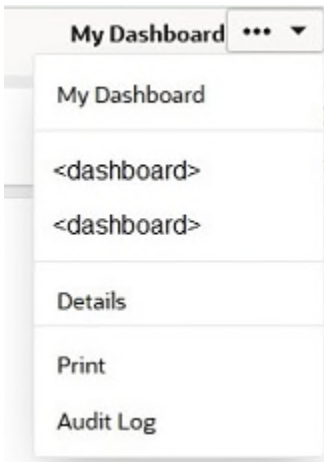 My Dashboard ••• ▼
My Dashboard
<dashboard>
<dashboard>
Details
Print
Audit Log